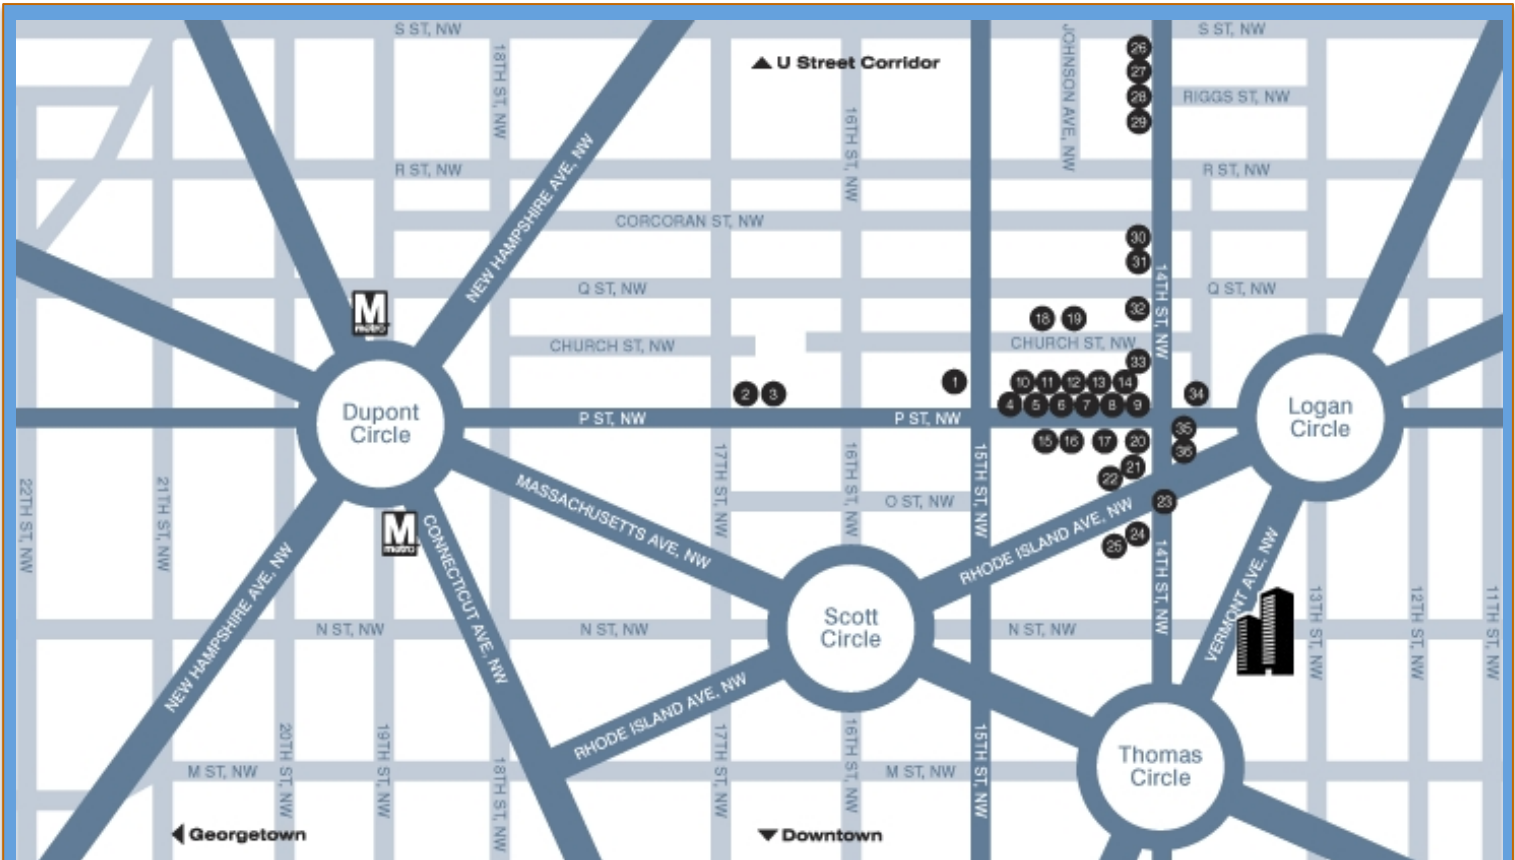 S ST, NW
S ST, NW
JOHNSON AVE, NW
18TH ST, NW
26
U Street Corridor
27
28
RIGGS ST, NW
29
16TH ST, NW
NEW HAMPSHIRE AVE, NW
R ST, NW
R ST, NW
CORCORAN ST, NW
30
31
14TH ST, NW
Q ST, NW
Q ST, NW
M
metro
32
18
19
CHURCH ST, NW
CHURCH ST, NW
33
1
10
11
12
13
14
2
3
34
4
5
6
7
8
9
Dupont
Circle
P ST, NW
P ST, NW
Logan
Circle
35
15
16
17
20
36
21
22
22TH ST, NW
21TH ST, NW
17TH ST, NW
16TH ST, NW
15TH ST, NW
MASSACHUSETTS AVE, NW
O ST, NW
23
RHODE ISLAND AVE, NW
M
metro
CONNECTICUT AVE, NW
24
25
14TH ST, NW
VERMONT AVE, NW
NEW HAMPSHIRE AVE, NW
Scott
Circle
N ST, NW
N ST, NW
N ST, NW
13TH ST, NW
12TH ST, NW
11TH ST, NW
RHODE ISLAND AVE, NW
20TH ST, NW
19TH ST, NW
18TH ST, NW
17TH ST, NW
16TH ST, NW
15TH ST, NW
M ST, NW
M ST, NW
Thomas
Circle
Georgetown
Downtown